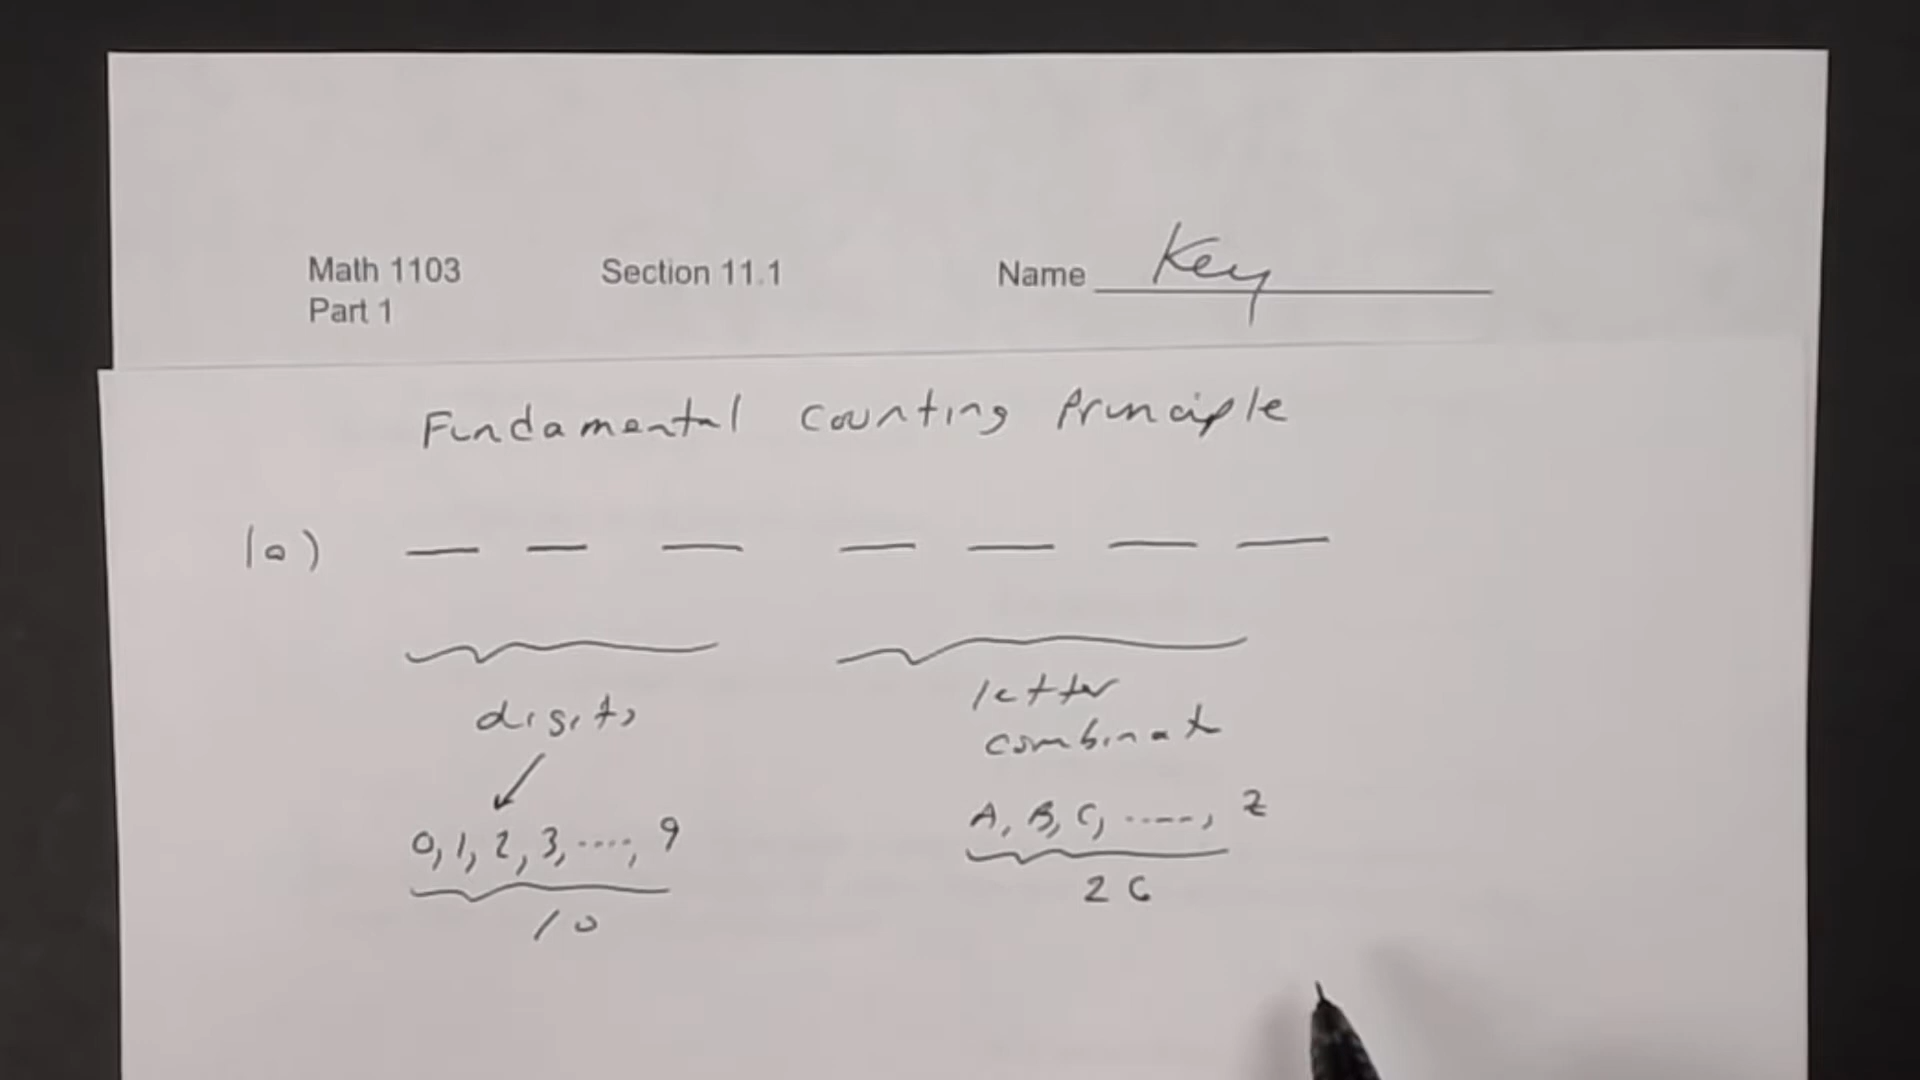 Math 1103 Section 11.1 Name Key
Part 1
Fundamental Counting Principle
1a)
digits
letter
combinat
0, 1, 2, 3, ...., 9
A, B, C, ....., Z
10
26